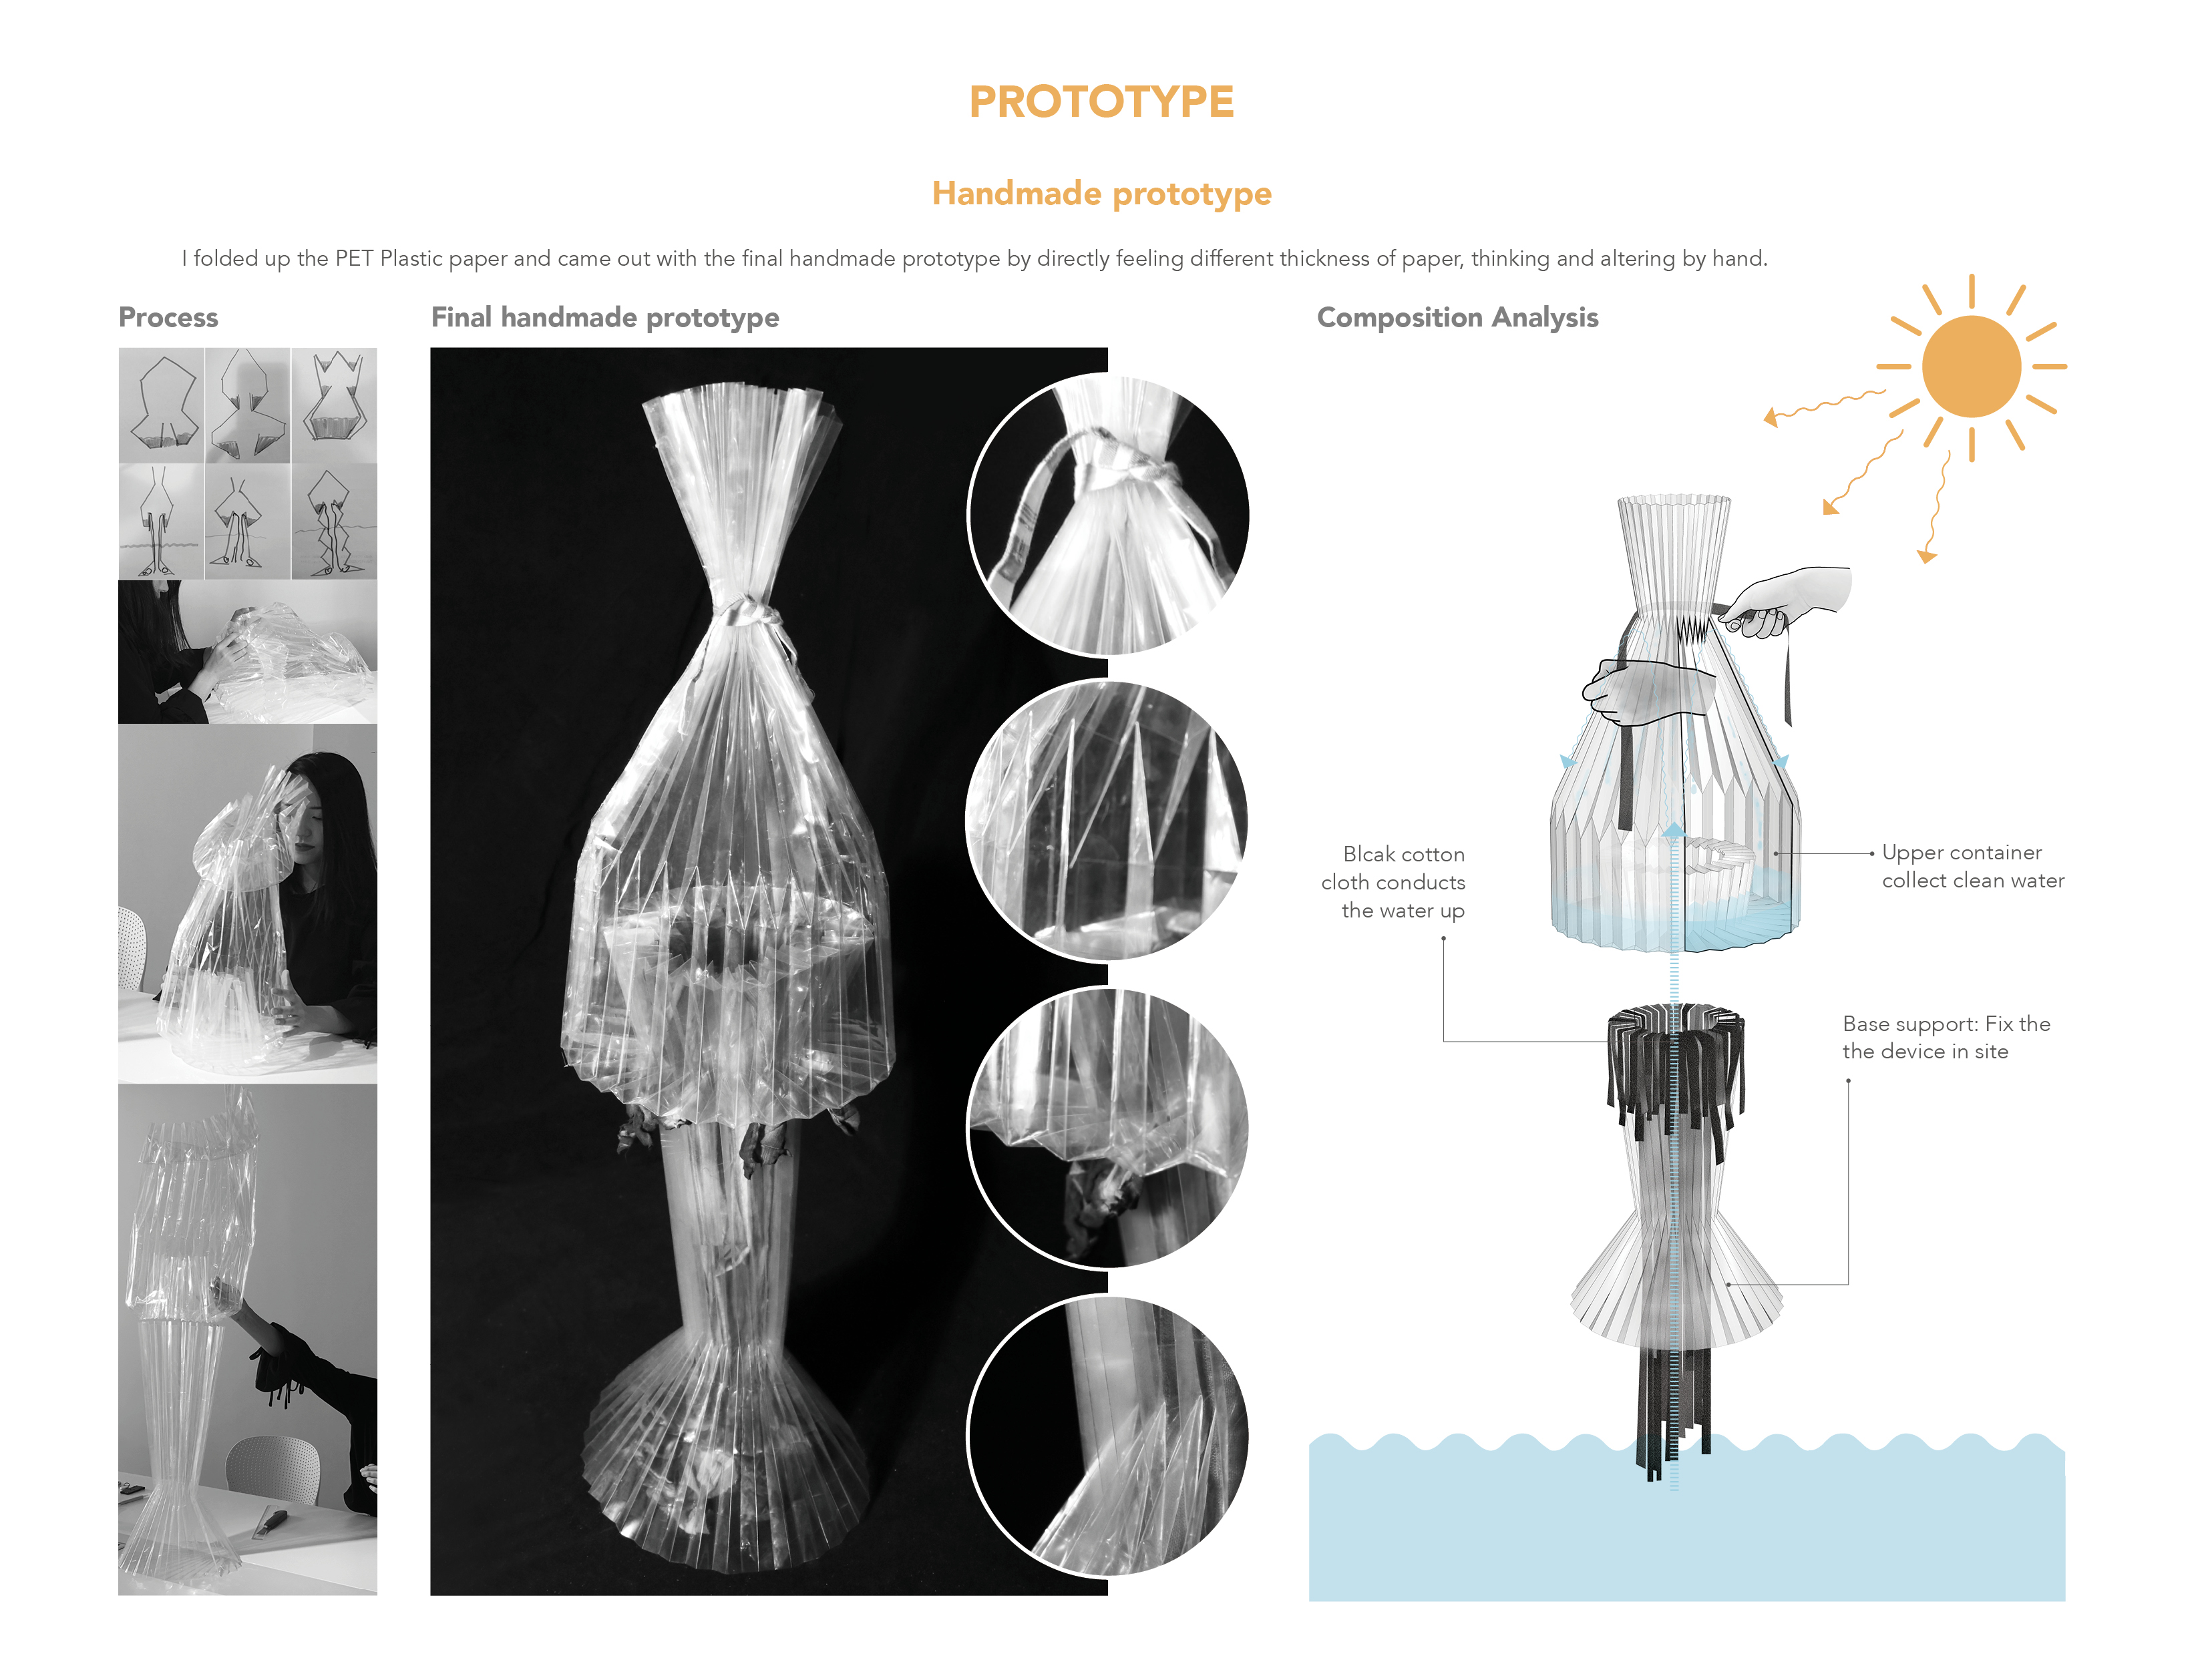 PROTOTYPE
Handmade prototype
I folded up the PET Plastic paper and came out with the final handmade prototype by directly feeling different thickness of paper, thinking and altering by hand.
Process
Final handmade prototype
Composition Analysis
Blcak cotton
cloth conducts
the water up
Upper container
collect clean water
Base support: Fix the
the device in site